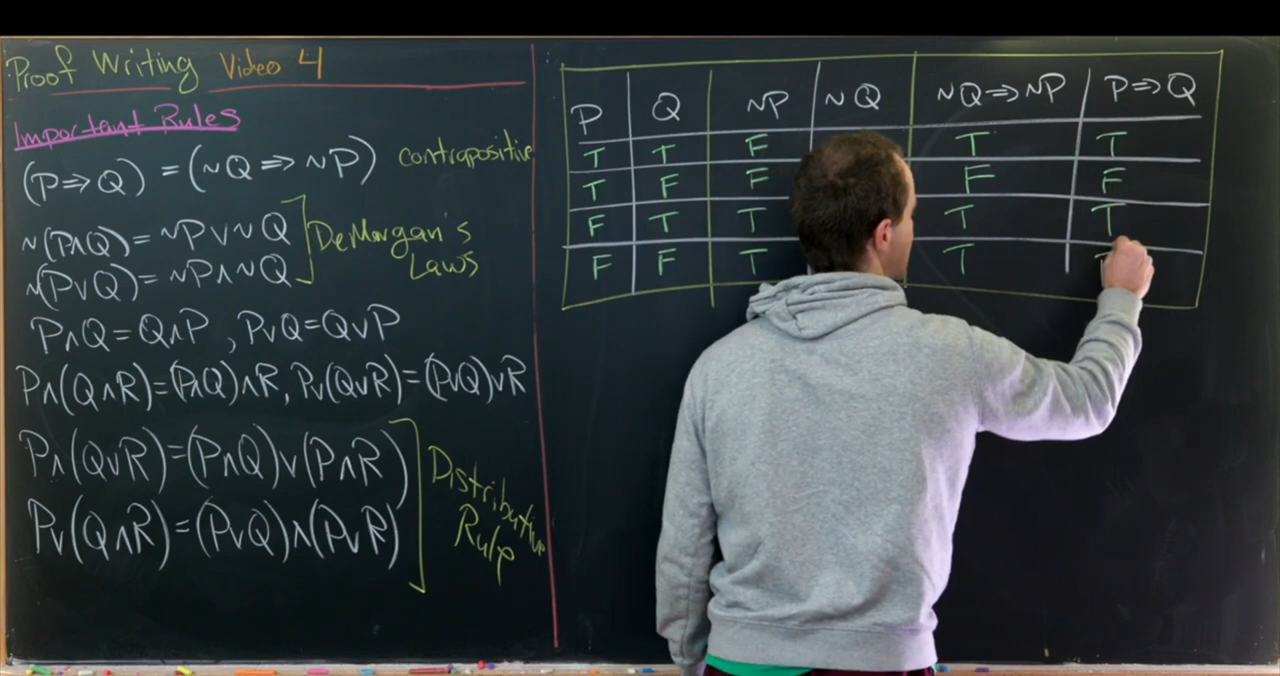 Proof Writing Video 4
Important Rules
(P⇒Q) = (~Q⇒~P) contrapositive
~(P∧Q)= ~P∨~Q
~(P∨Q)= ~P∧~Q
DeMorgan's
Laws
P∧Q=Q∧P, P∨Q=Q∨P
P∧(Q∧R)=(P∧Q)∧R, P∨(Q∨R)=(P∨Q)∨R
P∧(Q∨R)=(P∧Q)∨(P∧R)
P∨(Q∧R)=(P∨Q)∧(P∨R)
Distributive
Rule
P Q ~P ~Q ~Q⇒~P P⇒Q
T T F T T
T F F F F
F T T T T
F F T T